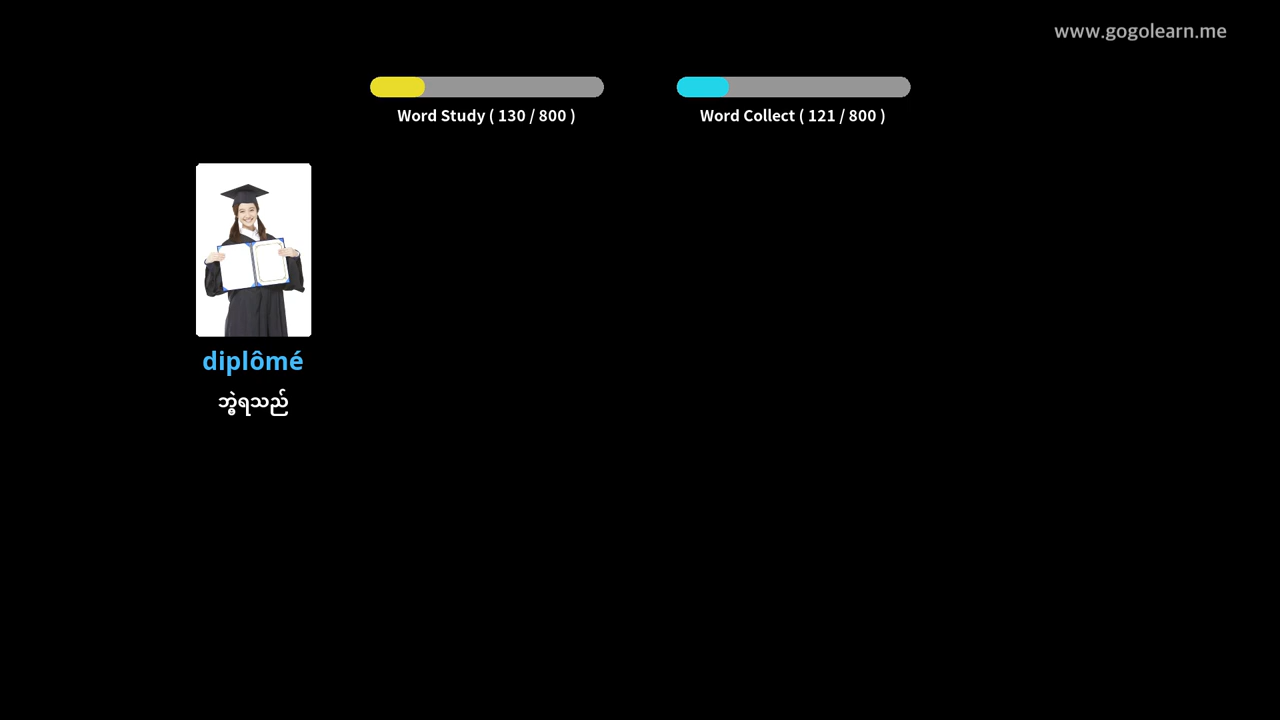 www.gogolearn.me
Word Study ( 130 / 800 )
Word Collect ( 121 / 800 )
diplômé
ဘွဲ့ရသည်